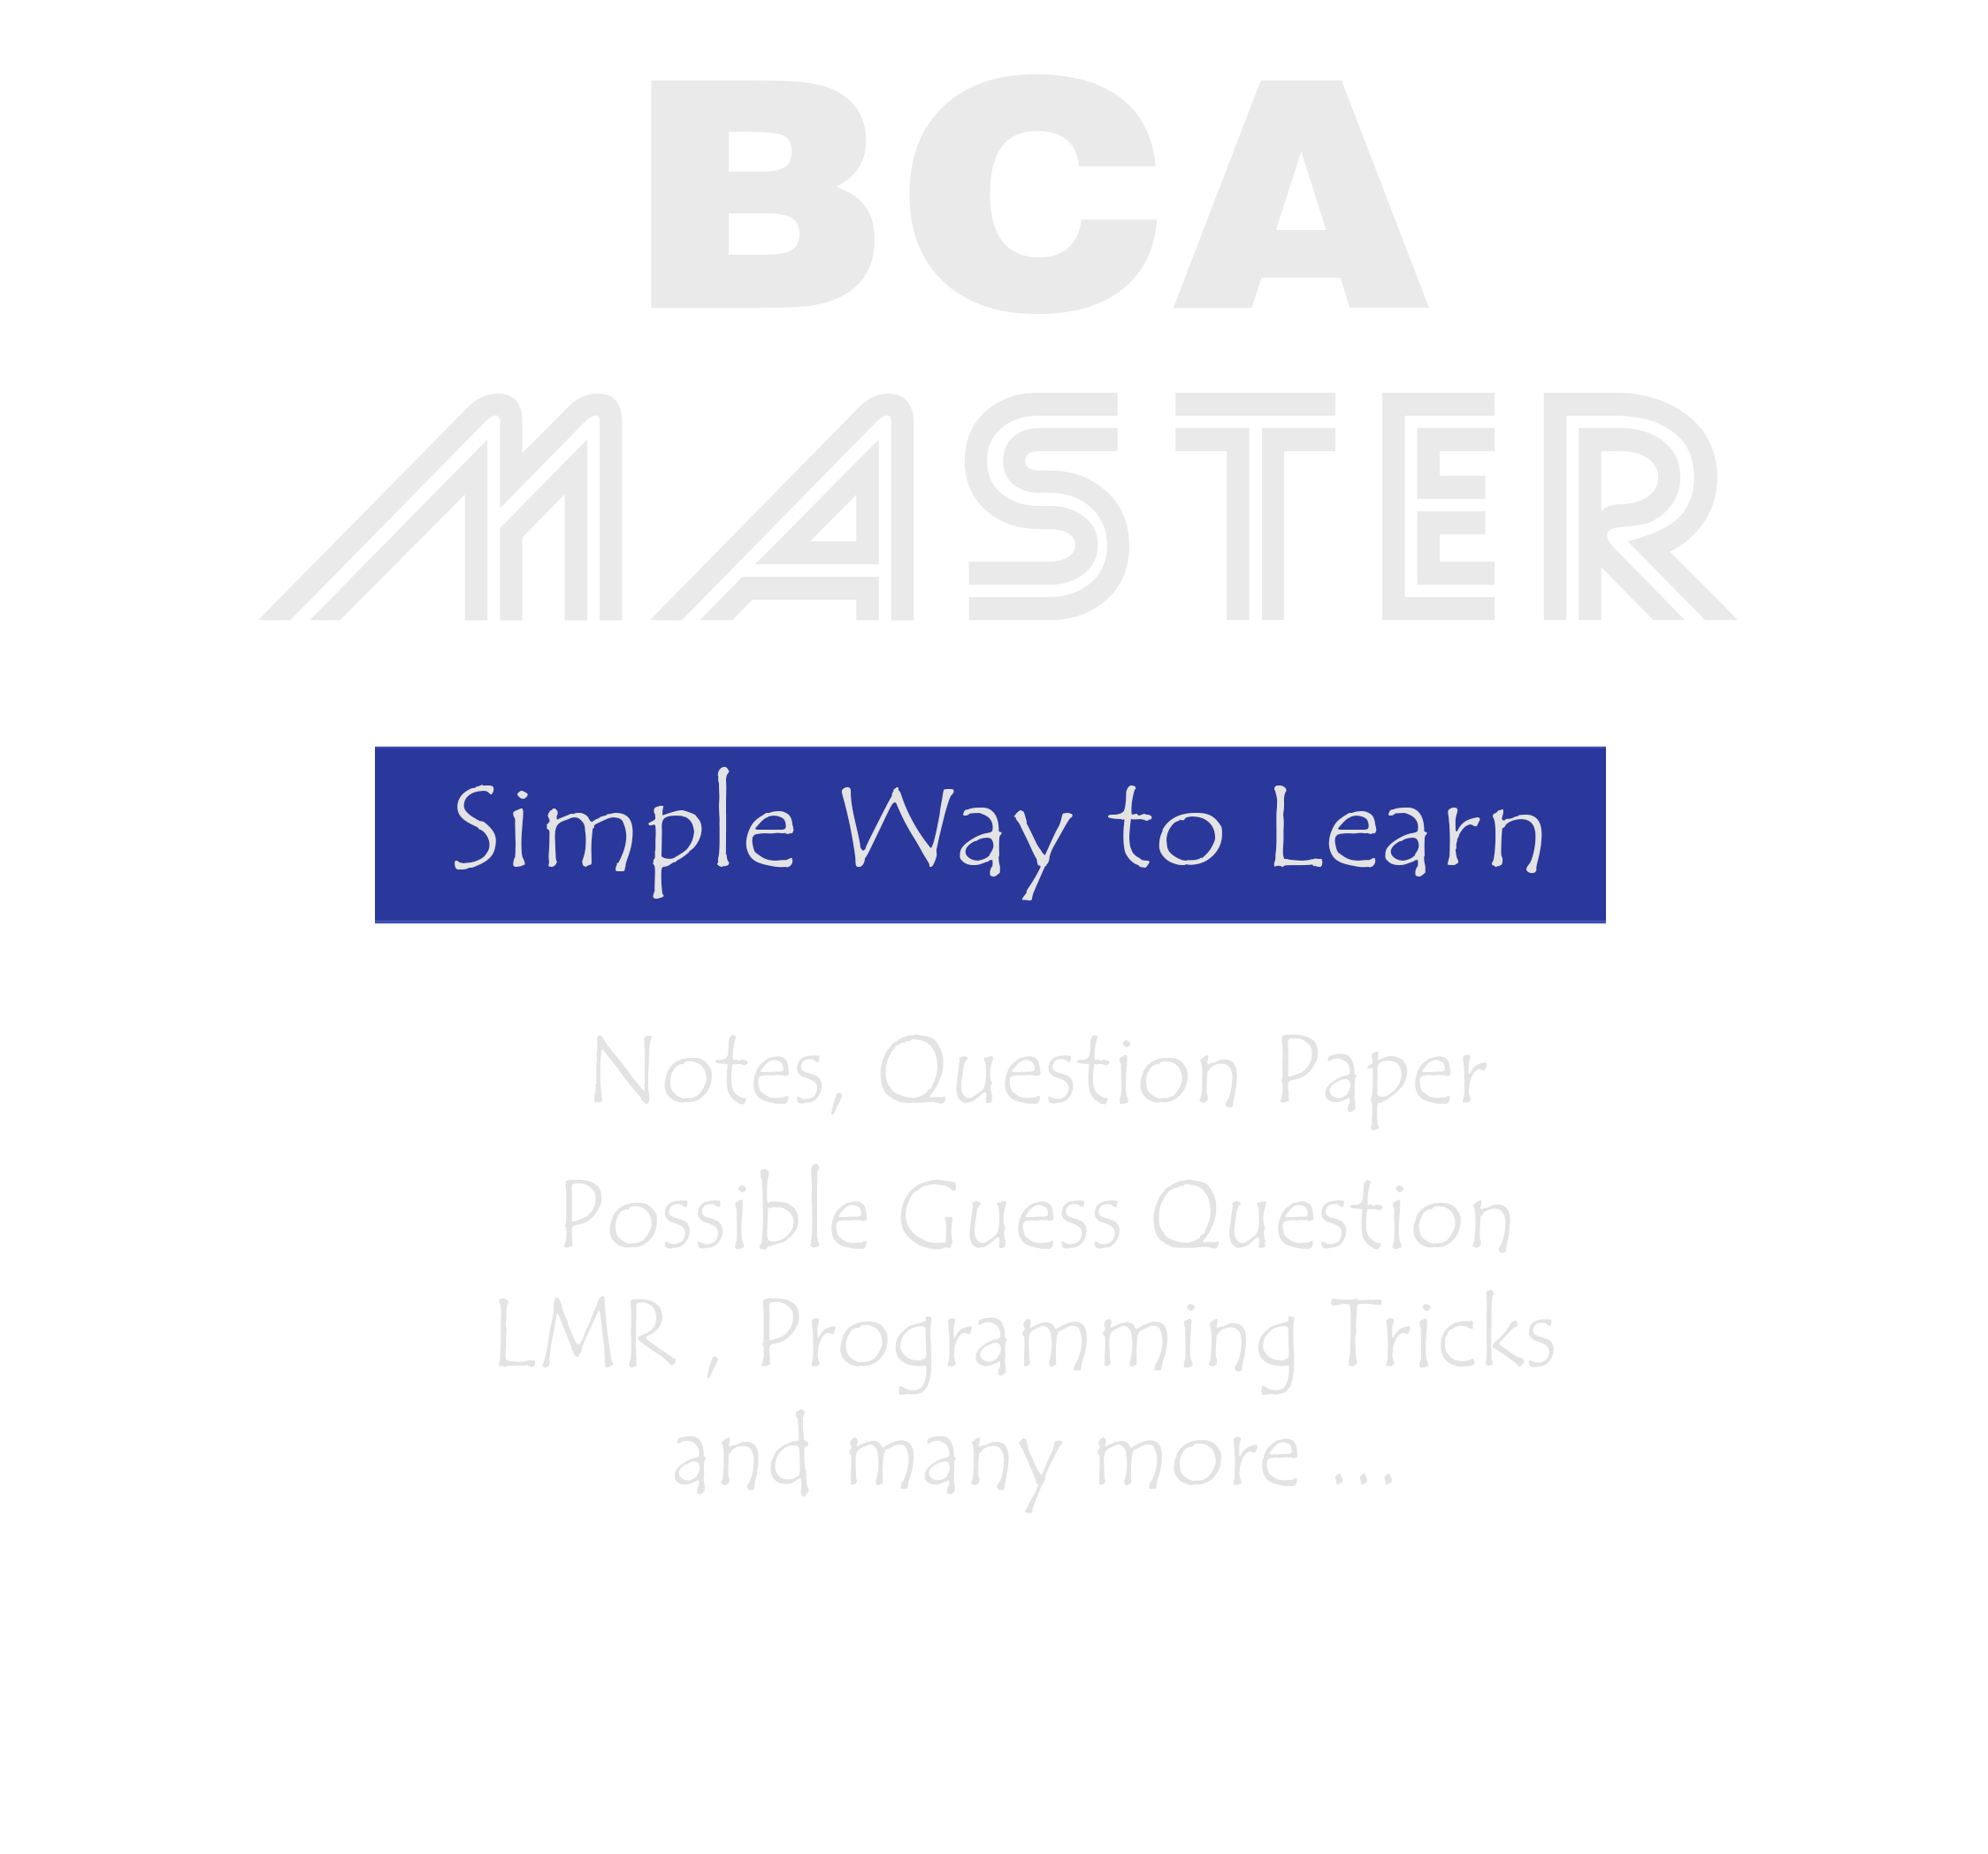 BCA
MASTER
Simple Way to Learn
Notes, Question Paper
Possible Guess Question
LMR , Programming Tricks
and many more ...